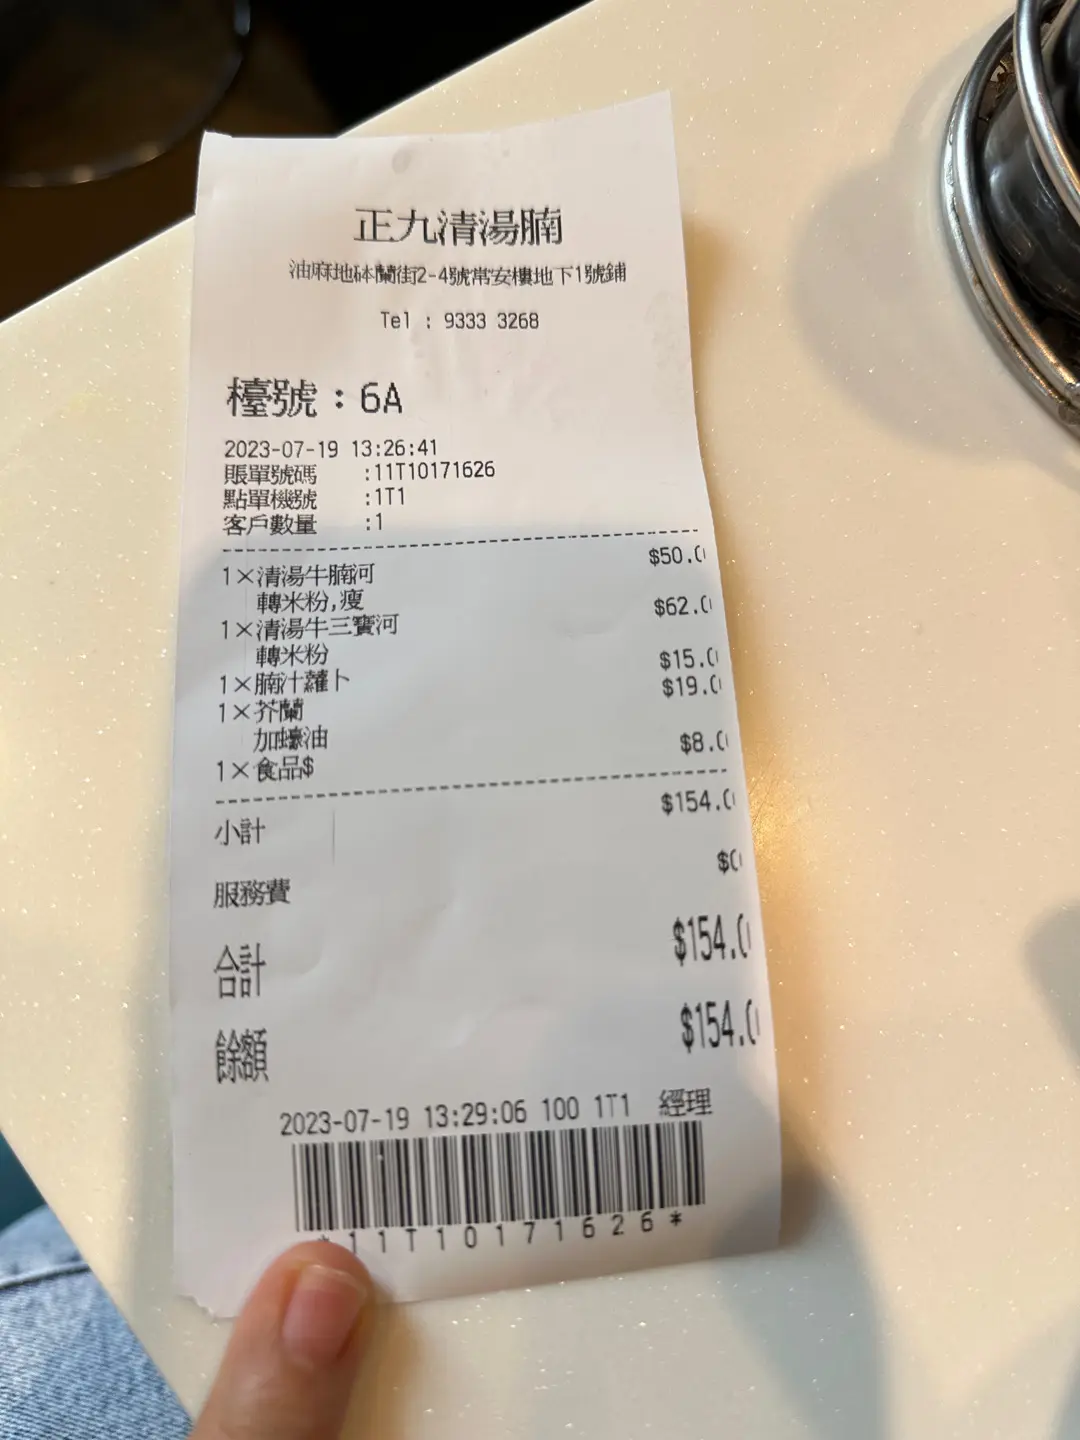 正九清湯腩
油麻地砵蘭街2-4號常安樓地下1號鋪
Tel : 9333 3268
檯號：6A
2023-07-19 13:26:41
賬單號碼 :11T10171626
點單機號 :1T1
客戶數量 :1
1×清湯牛腩河 $50.0
轉米粉,瘦
1×清湯牛三寶河 $62.0
轉米粉
1×腩汁蘿卜 $15.0
1×芥蘭 $19.0
加蠔油
1×食品$ $8.0
小計 $154.0
服務費 $0
合計 $154.0
餘額 $154.0
2023-07-19 13:29:06 100 1T1 經理
*11T10171626*